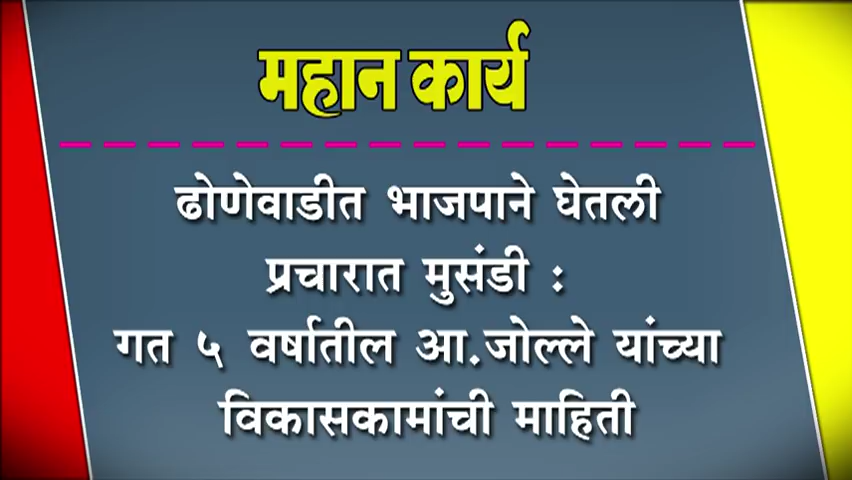 महान कार्य
ढोणेवाडीत भाजपाने घेतली
प्रचारात मुसंडी :
गत ५ वर्षातील आ.जोल्ले यांच्या
विकासकामांची माहिती